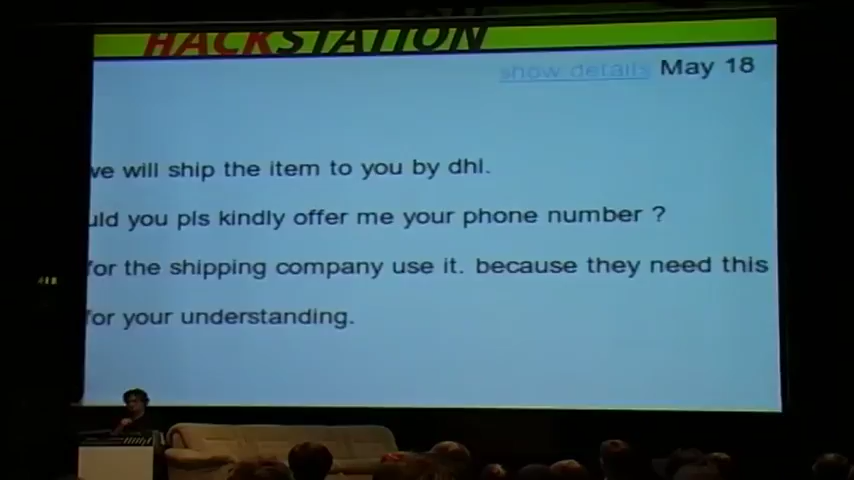 HACKSTATION
show details May 18
we will ship the item to you by dhl.
uld you pls kindly offer me your phone number ?
for the shipping company use it. because they need this
for your understanding.